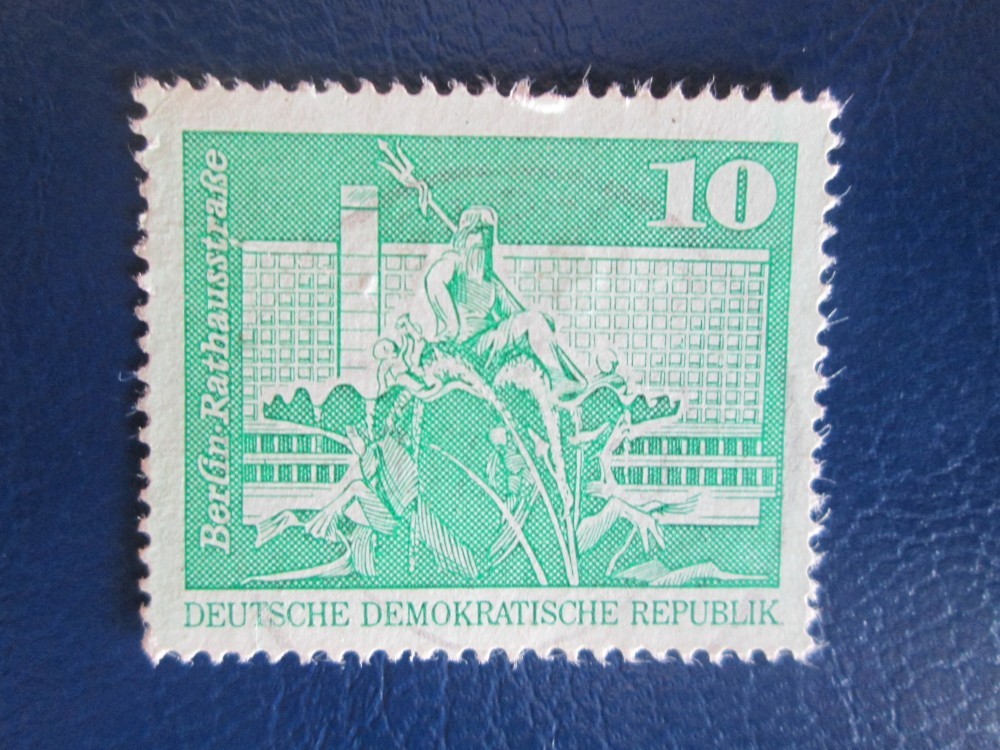 10
Berlin·Rathausstraße
DEUTSCHE DEMOKRATISCHE REPUBLIK